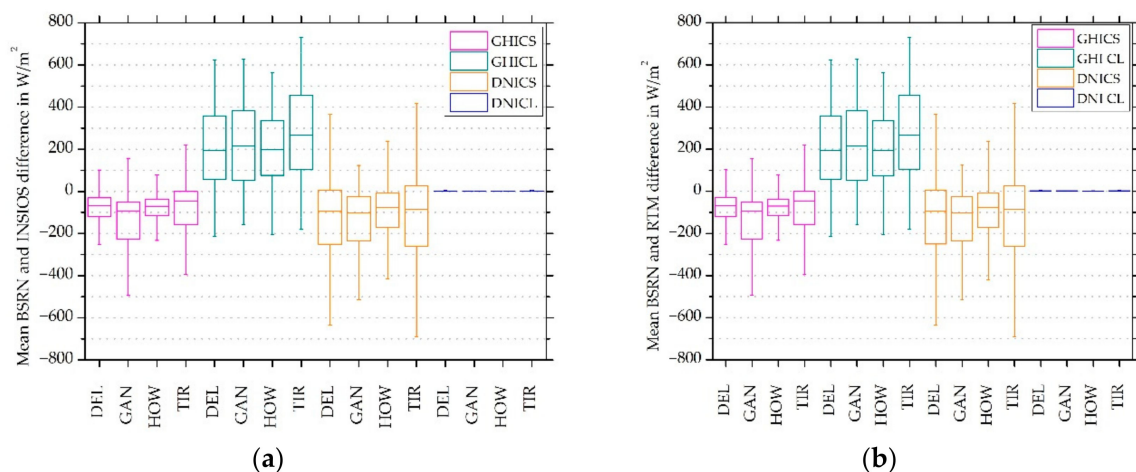 Mean BSRN and INSIOS difference in W/m²
800
600
400
200
0
−200
−400
−600
−800
GHICS
GHICL
DNICS
DNICL
DEL
GAN
HOW
TIR
DEL
GAN
HOW
TIR
DEL
GAN
HOW
TIR
DEL
GAN
HOW
TIR
(a)
Mean BSRN and RTM difference in W/m²
800
600
400
200
0
−200
−400
−600
−800
GHICS
GHI CL
DNICS
DNI CL
DEL
GAN
HOW
TIR
DEL
GAN
HOW
TIR
DEL
GAN
HOW
TIR
DEL
GAN
HOW
TIR
(b)